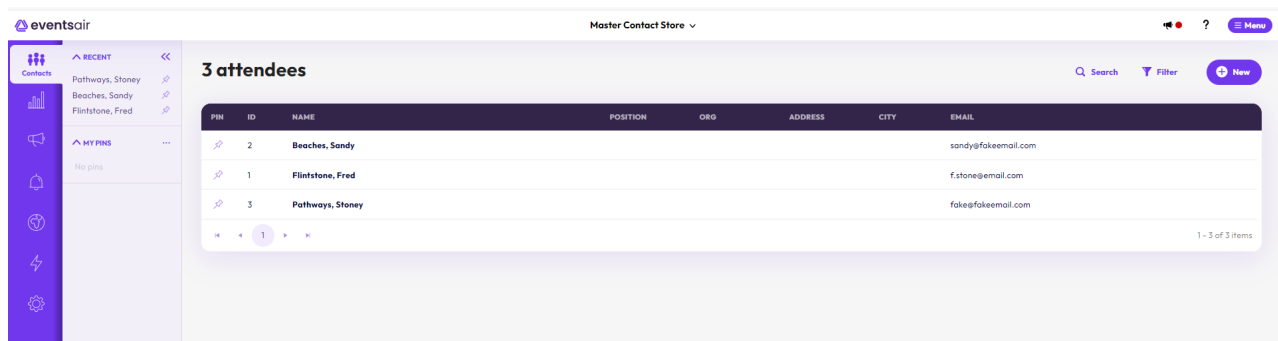 eventsair
Master Contact Store
?
Menu
Contacts
RECENT
Pathways, Stoney
Beaches, Sandy
Flintstone, Fred
MY PINS
...
No pins
3 attendees
Search
Filter
New
PIN ID NAME POSITION ORG ADDRESS CITY EMAIL
2 Beaches, Sandy sandy@fakeemail.com
1 Flintstone, Fred f.stone@email.com
3 Pathways, Stoney fake@fakeemail.com
1
1 - 3 of 3 items